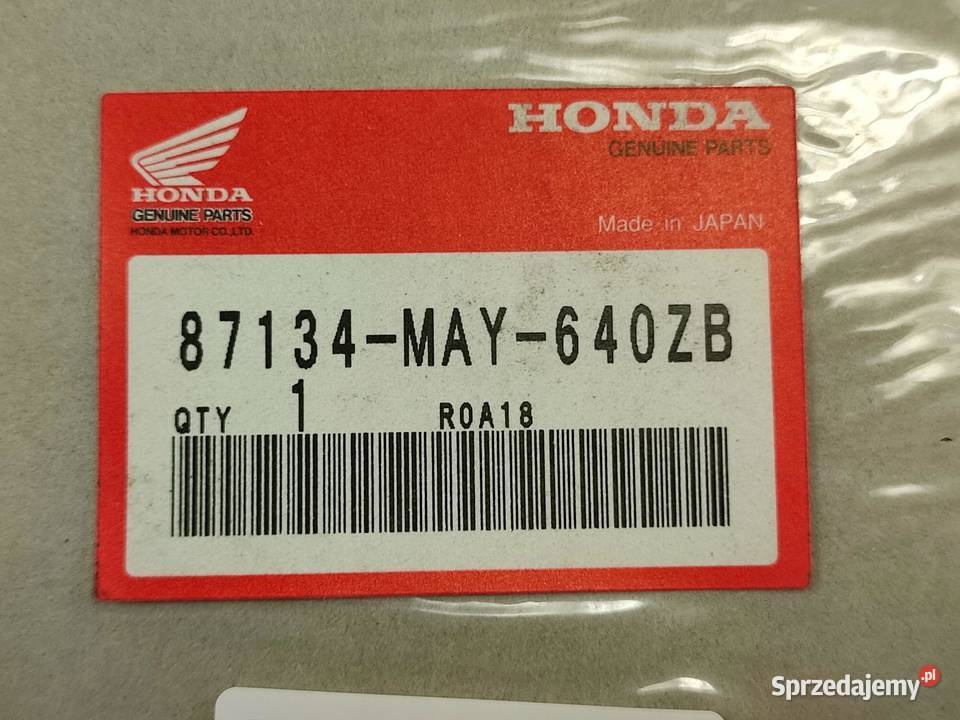 HONDA
GENUINE PARTS
HONDA MOTOR CO.,LTD.
HONDA
GENUINE PARTS
Made in JAPAN
87134-MAY-640ZB
QTY 1 R0A18
Sprzedajemy.pl